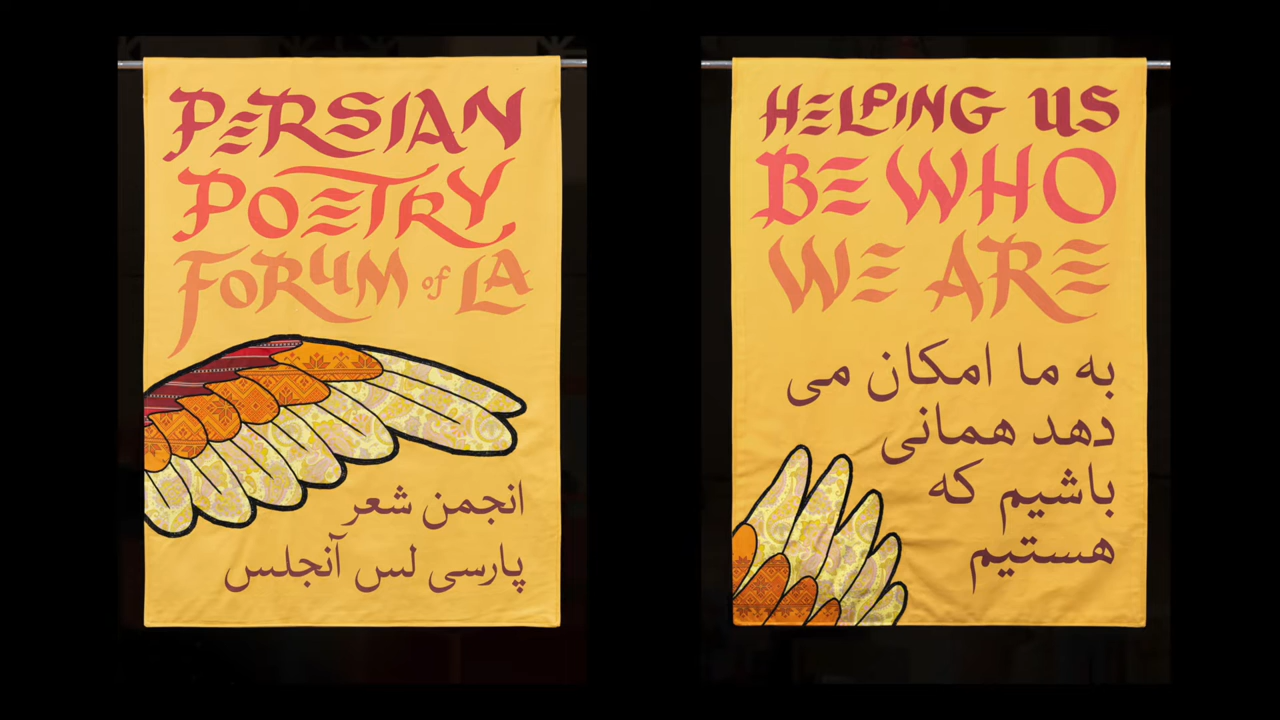 PERSIAN
POETRY
FORUM of LA
انجمن شعر
پارسی لس آنجلس
HELPING US
BE WHO
WE ARE
به ما امکان می
دهد همانی
باشیم که
هستیم